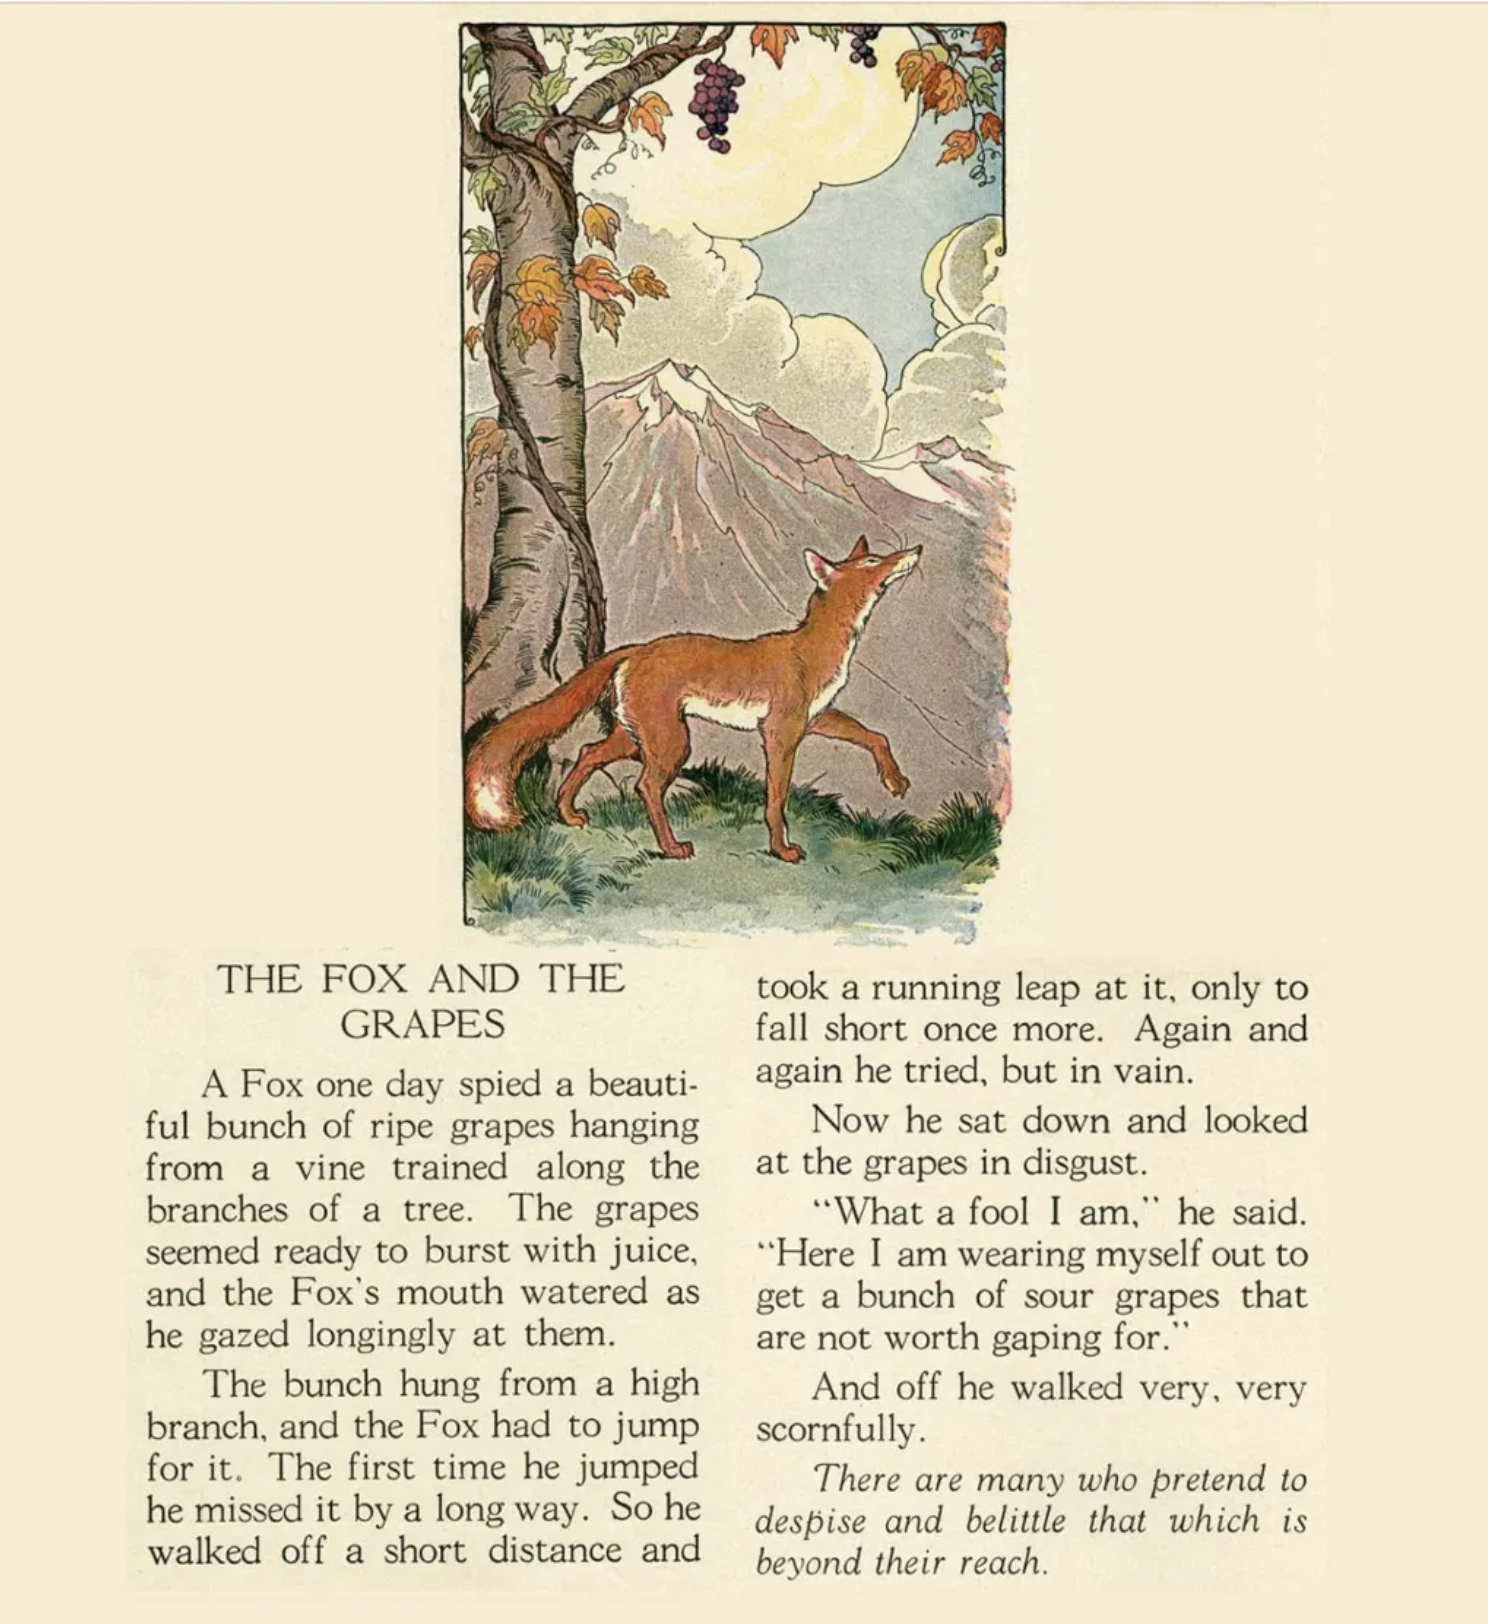 THE FOX AND THE
GRAPES
A Fox one day spied a beauti-
ful bunch of ripe grapes hanging
from a vine trained along the
branches of a tree. The grapes
seemed ready to burst with juice,
and the Fox's mouth watered as
he gazed longingly at them.
The bunch hung from a high
branch, and the Fox had to jump
for it. The first time he jumped
he missed it by a long way. So he
walked off a short distance and
took a running leap at it, only to
fall short once more. Again and
again he tried, but in vain.
Now he sat down and looked
at the grapes in disgust.
“What a fool I am,” he said.
“Here I am wearing myself out to
get a bunch of sour grapes that
are not worth gaping for.”
And off he walked very, very
scornfully.
There are many who pretend to
despise and belittle that which is
beyond their reach.